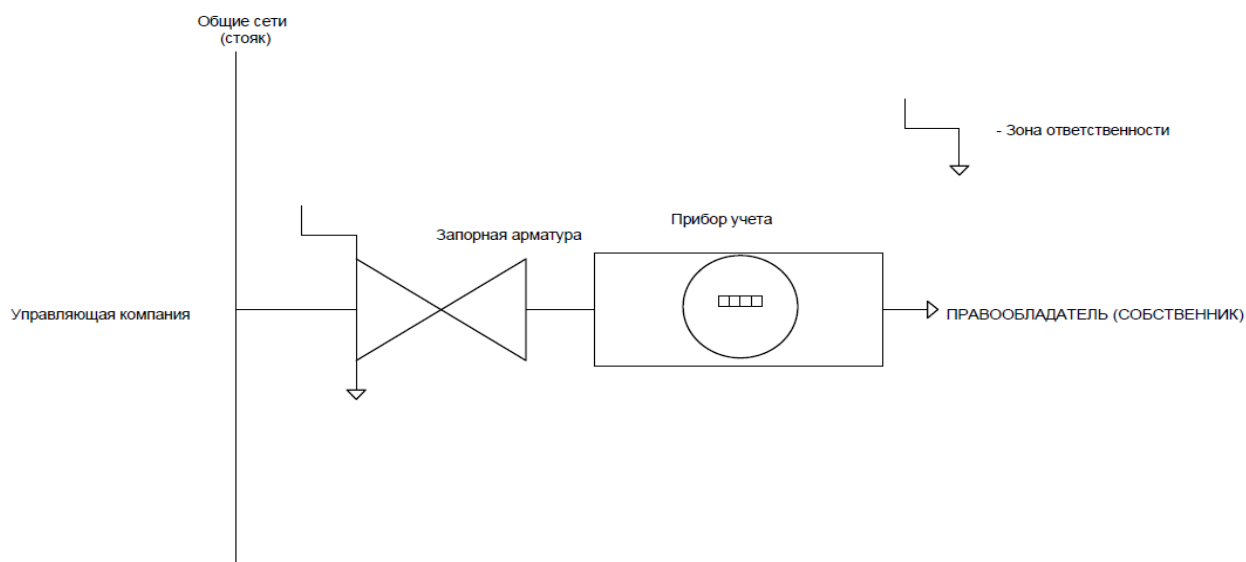 Общие сети
(стояк)
- Зона ответственности
Прибор учета
Запорная арматура
Управляющая компания
ПРАВООБЛАДАТЕЛЬ (СОБСТВЕННИК)